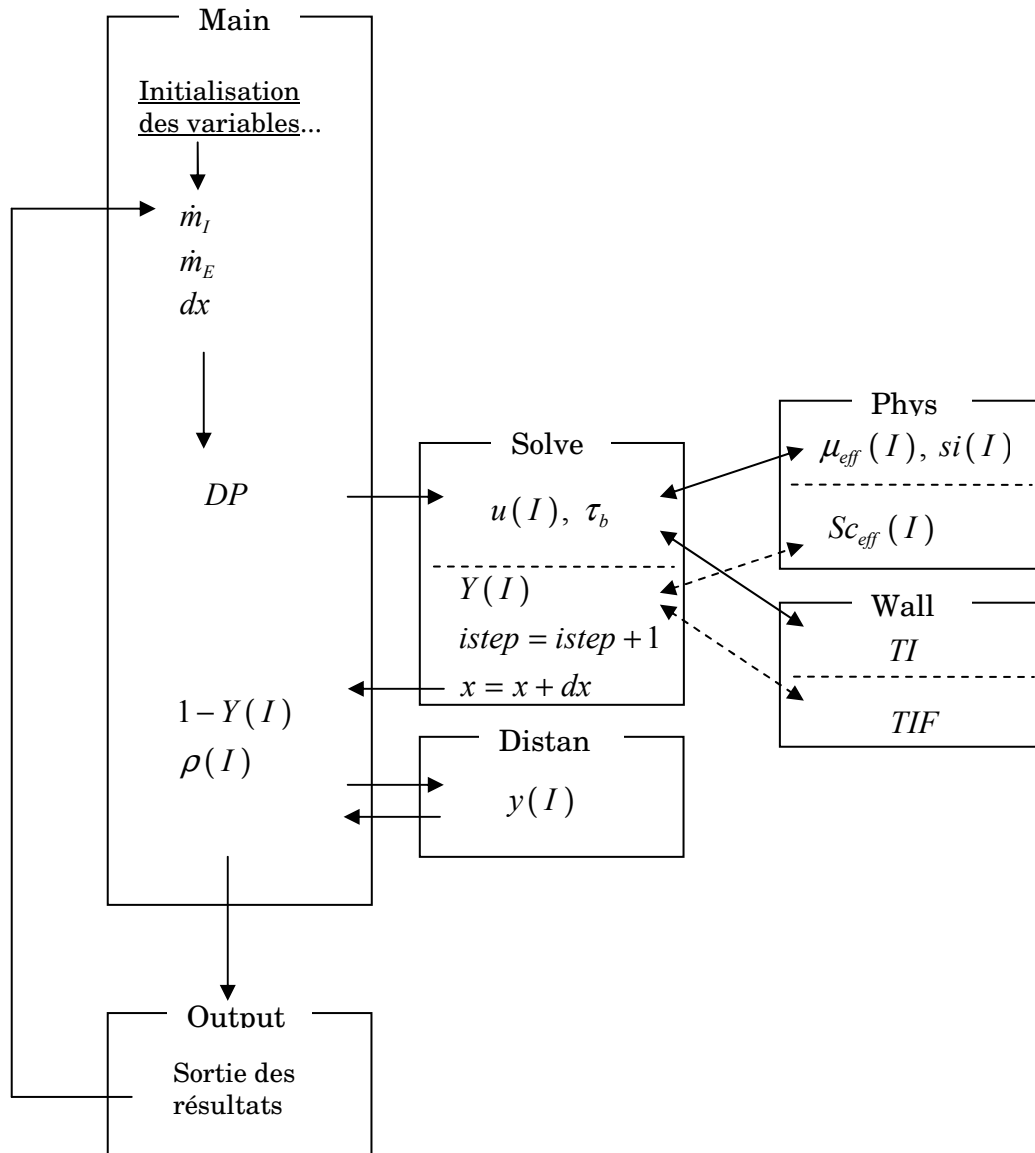 Main
Initialisation
des variables...
ṁ_I
ṁ_E
dx
DP
1 − Y(I)
ρ(I)
Solve
u(I), τ_b
Y(I)
istep = istep + 1
x = x + dx
Distan
y(I)
Phys
μ_eff(I), si(I)
Sc_eff(I)
Wall
TI
TIF
Output
Sortie des
résultats